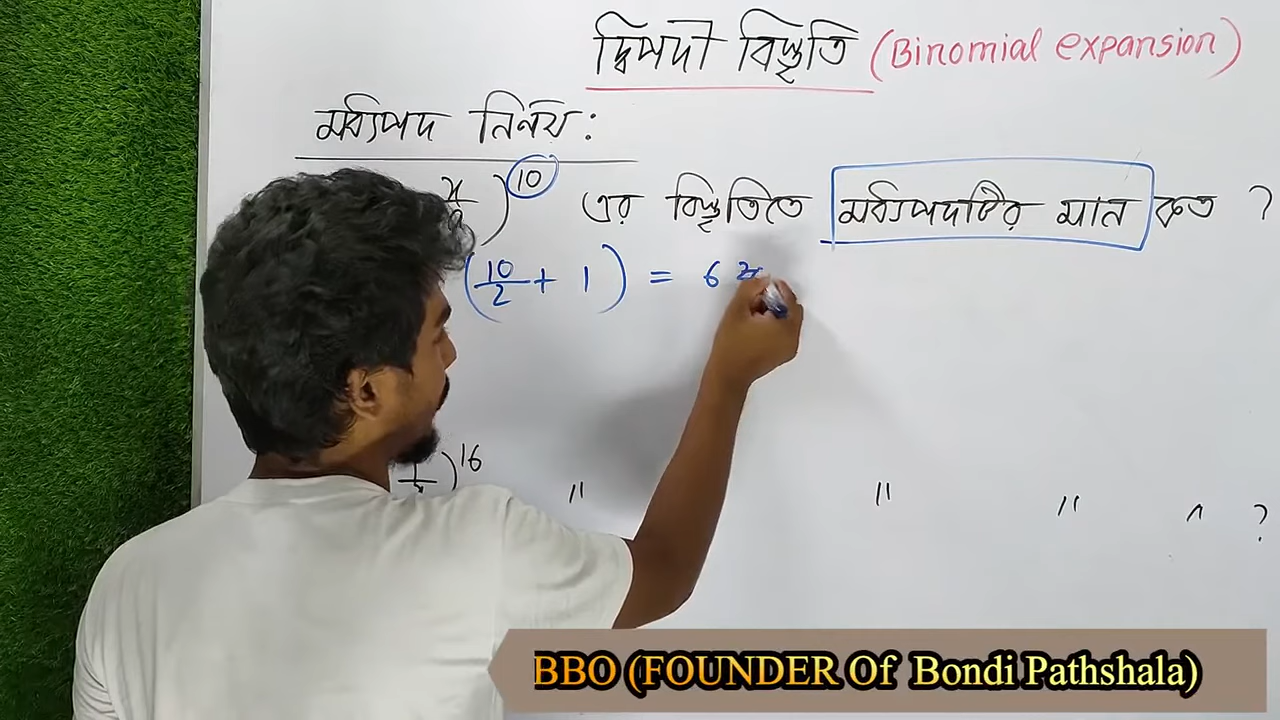 দ্বিপদী বিস্তৃতি (Binomial expansion)
মধ্যপদ নির্ণয়:
)^10 এর বিস্তৃতিতে মধ্যপদটির মান কত ?
(10/2 + 1) = 6
)^16 " " " " ?
BBO (FOUNDER Of Bondi Pathshala)